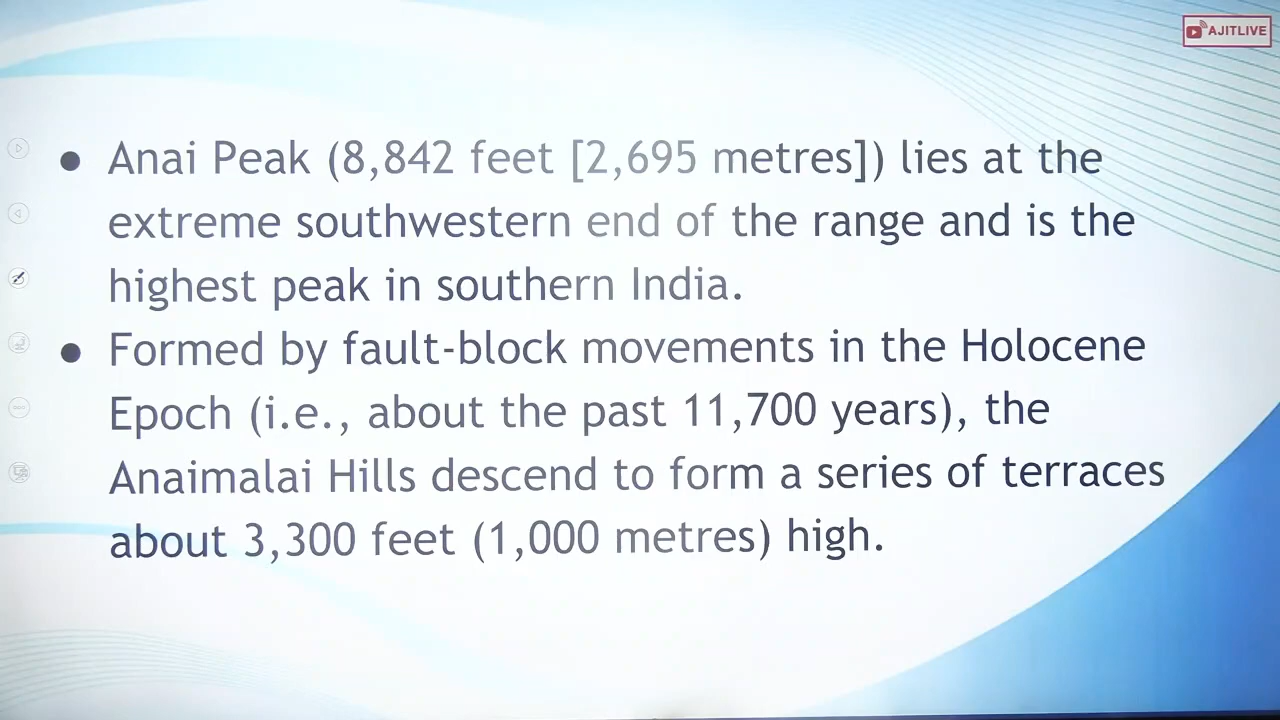 AJITLIVE
● Anai Peak (8,842 feet [2,695 metres]) lies at the
extreme southwestern end of the range and is the
highest peak in southern India.
● Formed by fault-block movements in the Holocene
Epoch (i.e., about the past 11,700 years), the
Anaimalai Hills descend to form a series of terraces
about 3,300 feet (1,000 metres) high.